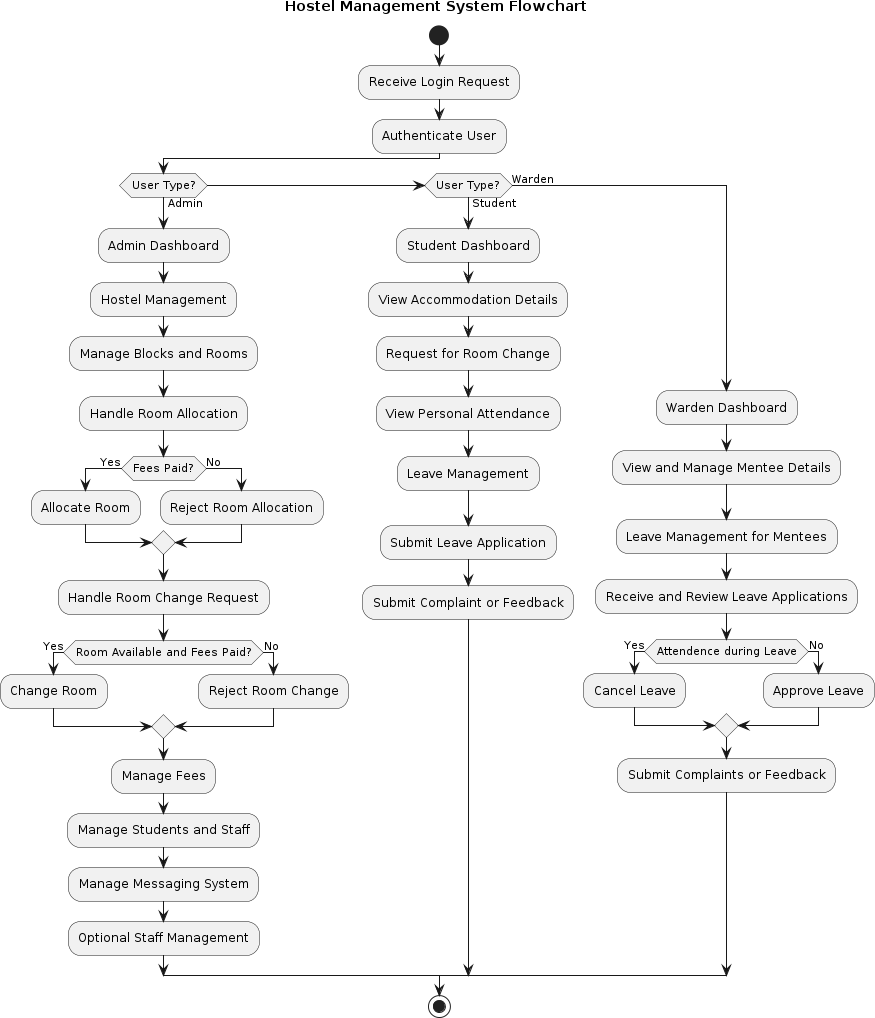 Hostel Management System Flowchart
Receive Login Request
Authenticate User
User Type?
Admin
Admin Dashboard
Hostel Management
Manage Blocks and Rooms
Handle Room Allocation
Fees Paid?
Yes
No
Allocate Room
Reject Room Allocation
Handle Room Change Request
Room Available and Fees Paid?
Yes
No
Change Room
Reject Room Change
Manage Fees
Manage Students and Staff
Manage Messaging System
Optional Staff Management
User Type?
Student
Student Dashboard
View Accommodation Details
Request for Room Change
View Personal Attendance
Leave Management
Submit Leave Application
Submit Complaint or Feedback
Warden
Warden Dashboard
View and Manage Mentee Details
Leave Management for Mentees
Receive and Review Leave Applications
Attendence during Leave
Yes
No
Cancel Leave
Approve Leave
Submit Complaints or Feedback